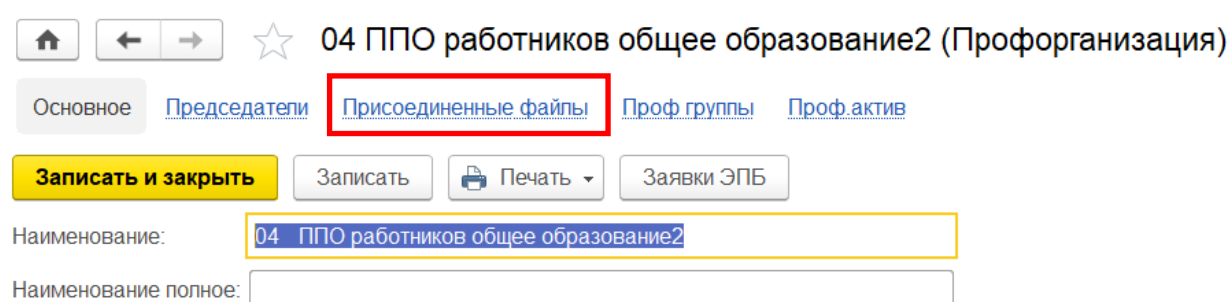 04 ППО работников общее образование2 (Профорганизация)
Основное Председатели Присоединенные файлы Проф группы Проф.актив
Записать и закрыть Записать Печать Заявки ЭПБ
Наименование: 04 ППО работников общее образование2
Наименование полное: